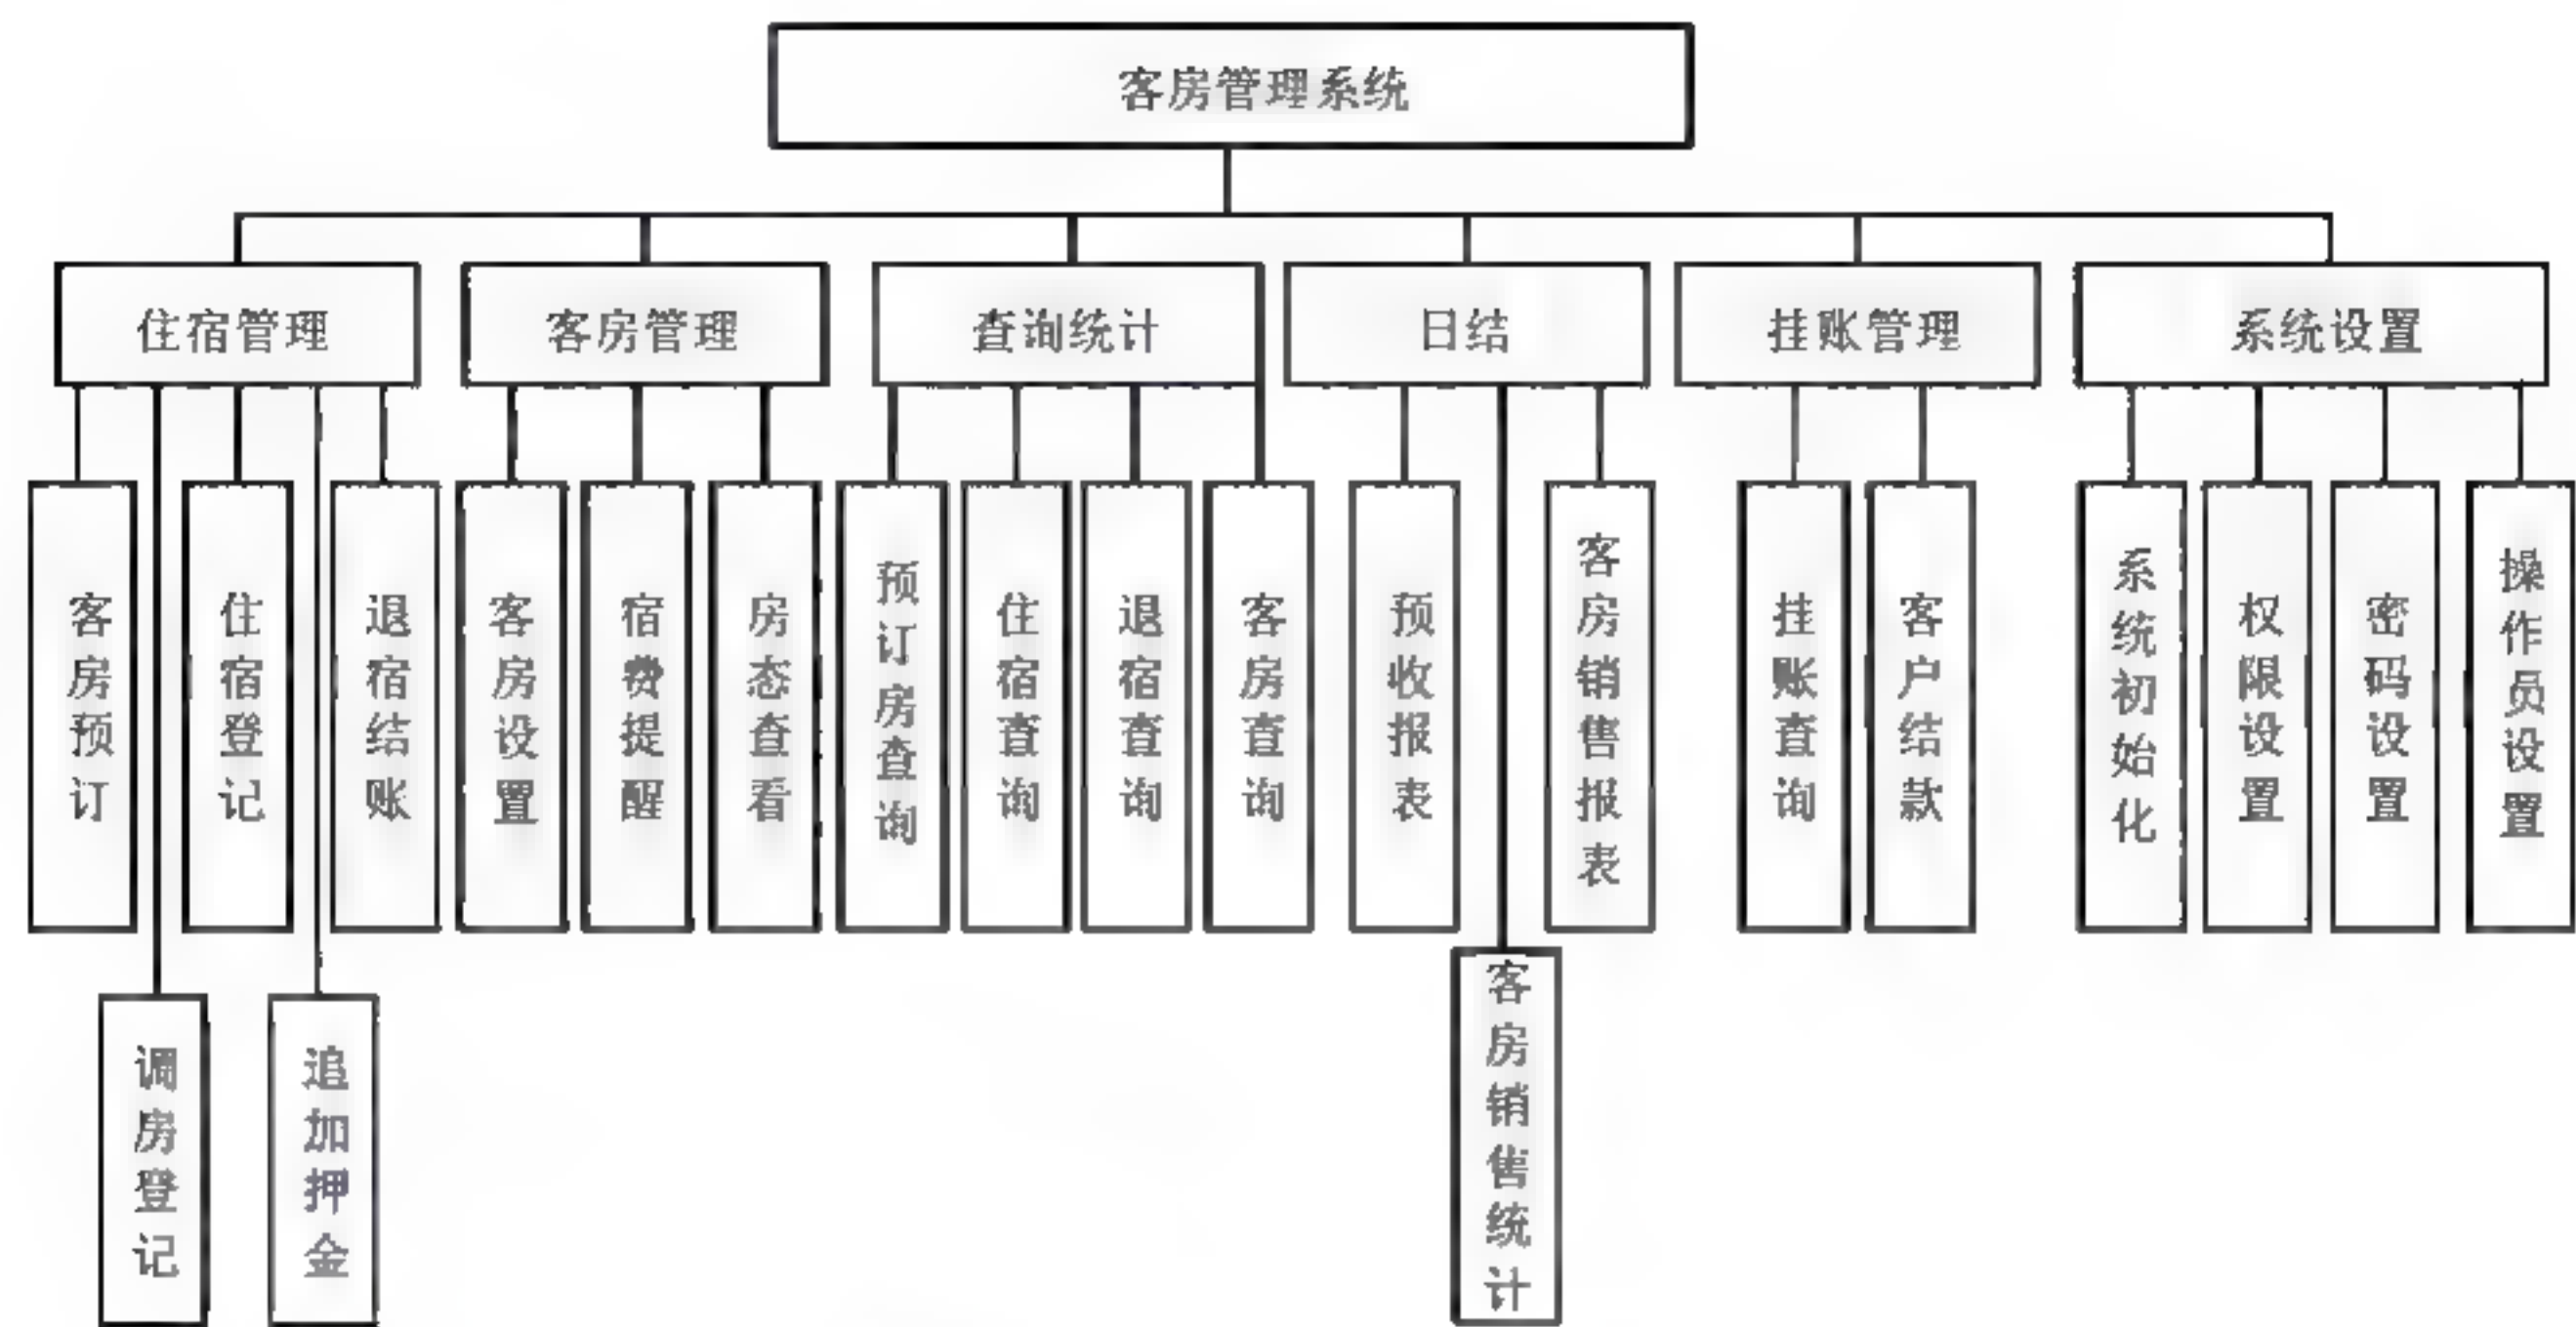 客房管理系统
住宿管理
客房管理
查询统计
日结
挂账管理
系统设置
客房预订
住宿登记
退宿结账
客房设置
宿费提醒
房态查看
预订房查询
住宿查询
退宿查询
客房查询
预收报表
客房销售报表
挂账查询
客户结款
系统初始化
权限设置
密码设置
操作员设置
调房登记
追加押金
客房销售统计